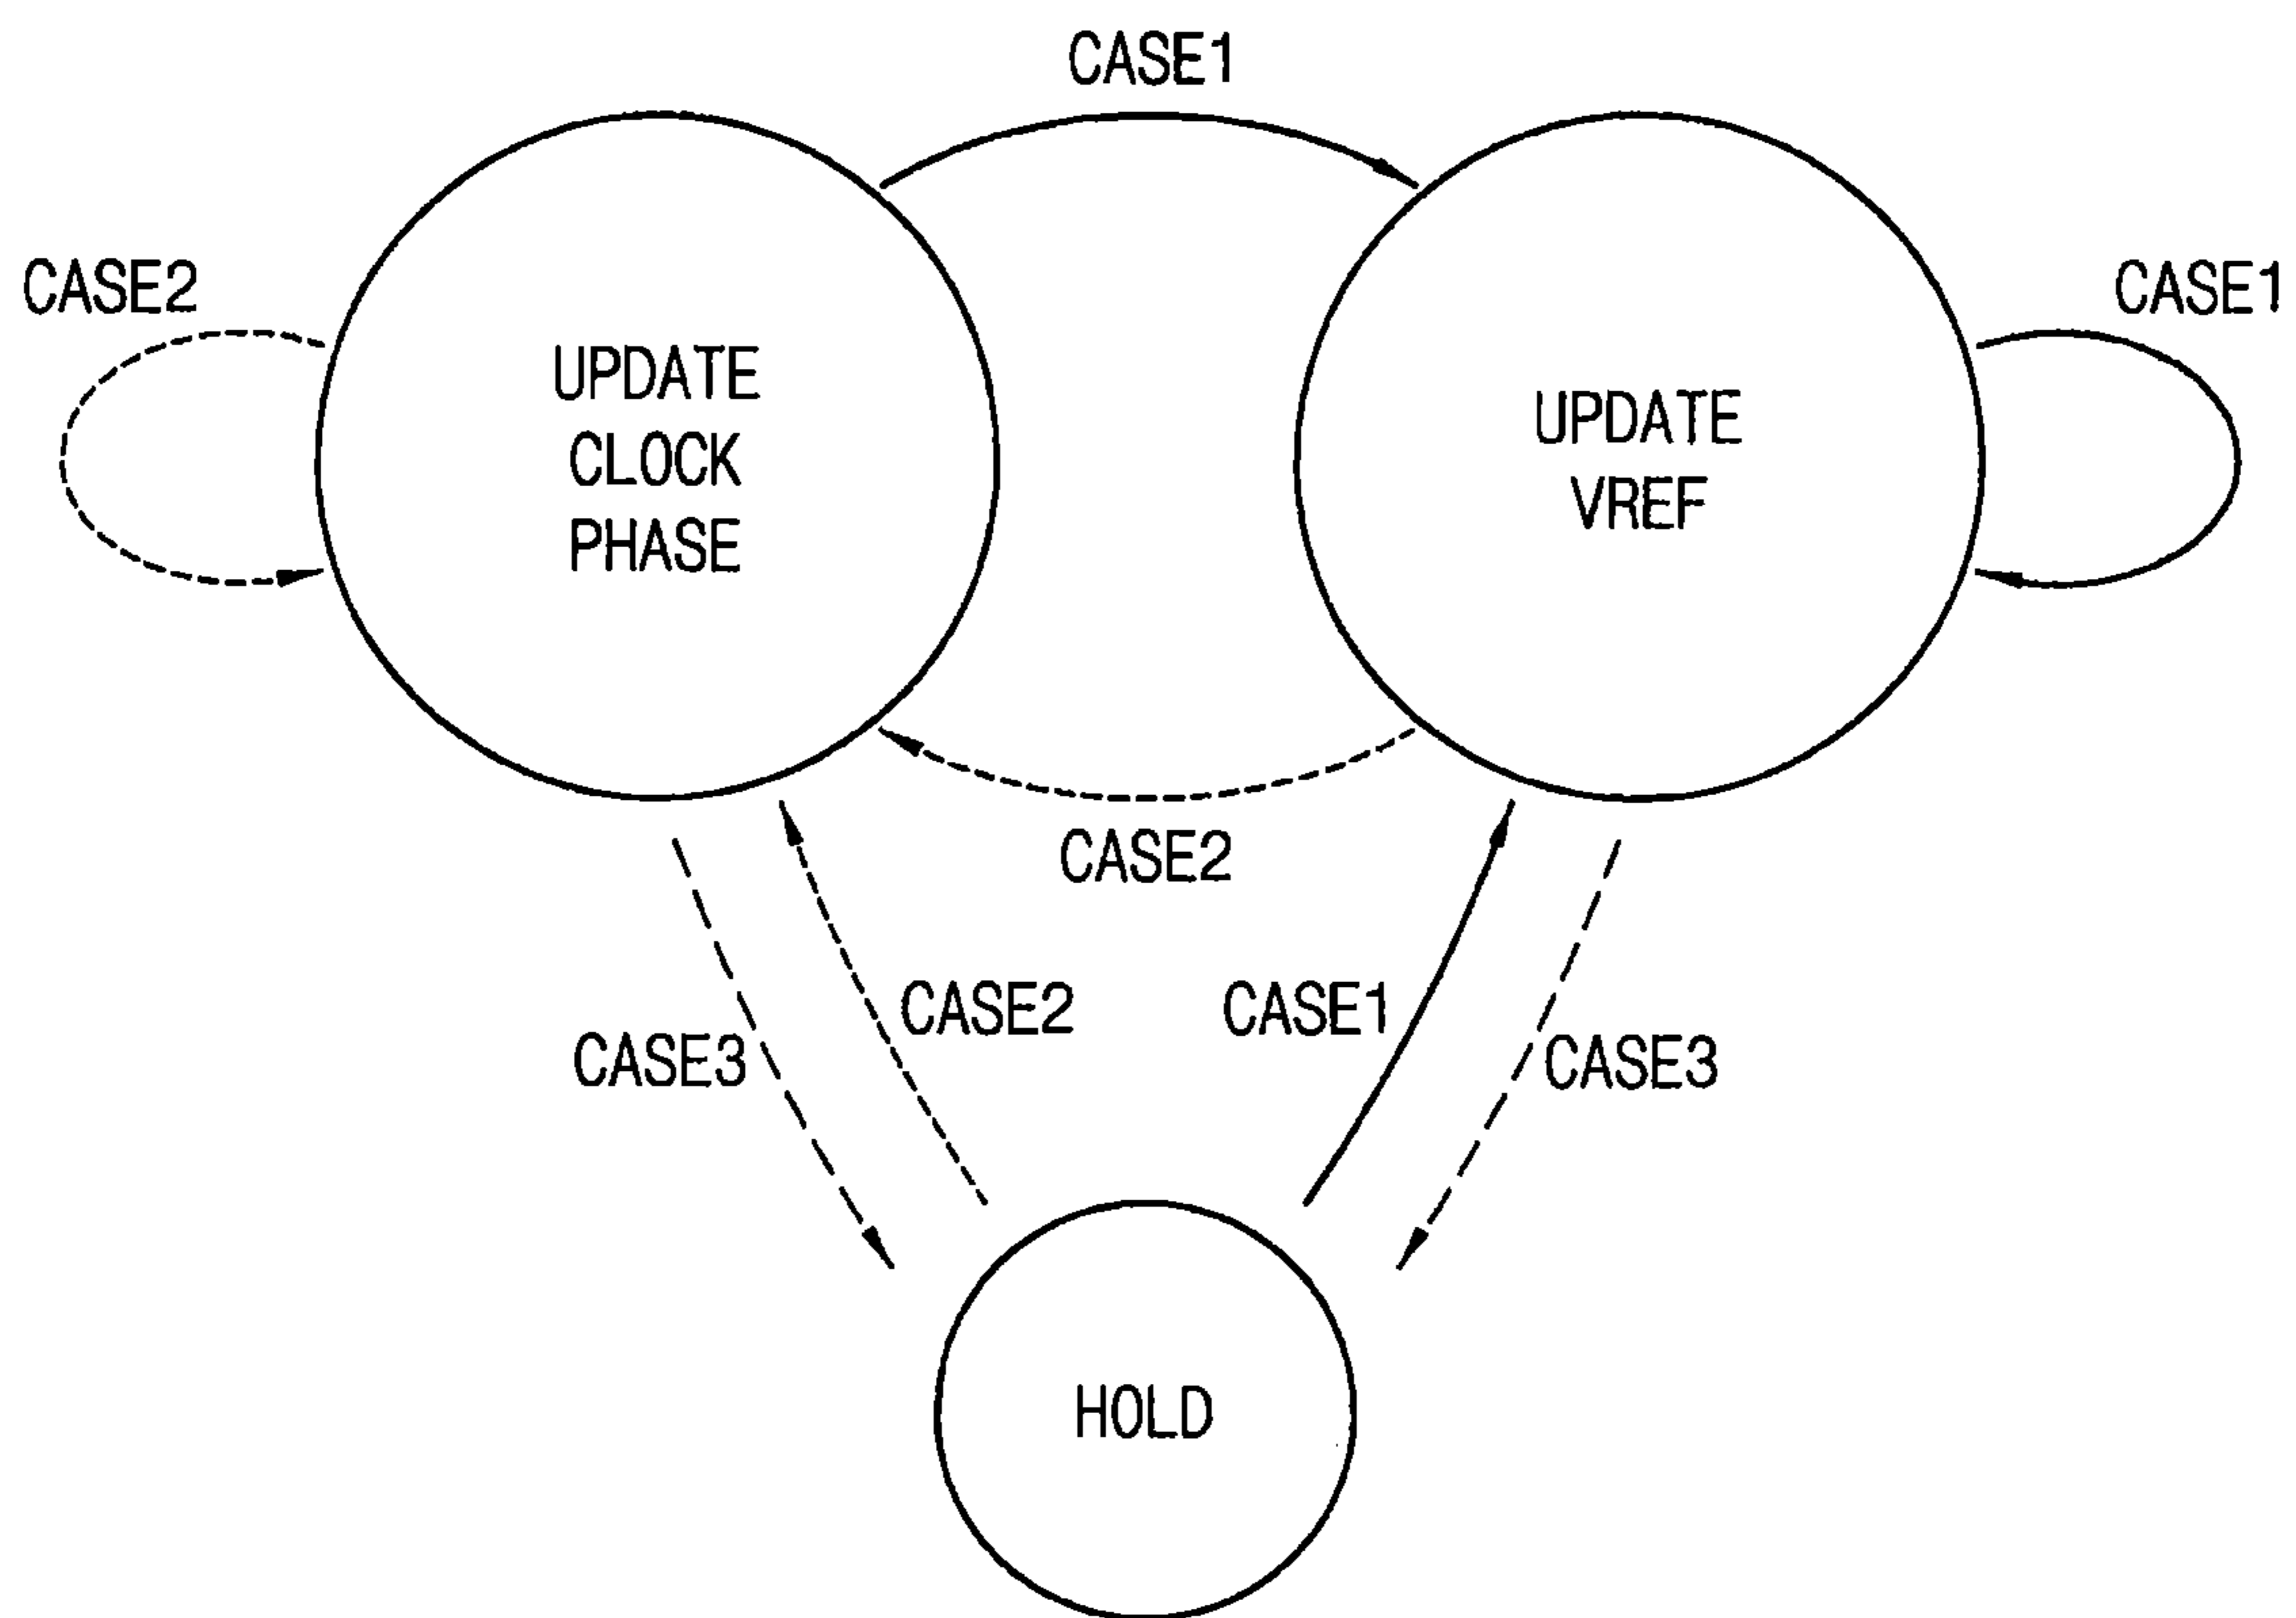 CASE1
CASE2
CASE1
UPDATE
CLOCK
PHASE
UPDATE
VREF
CASE2
CASE2
CASE1
CASE3
CASE3
HOLD